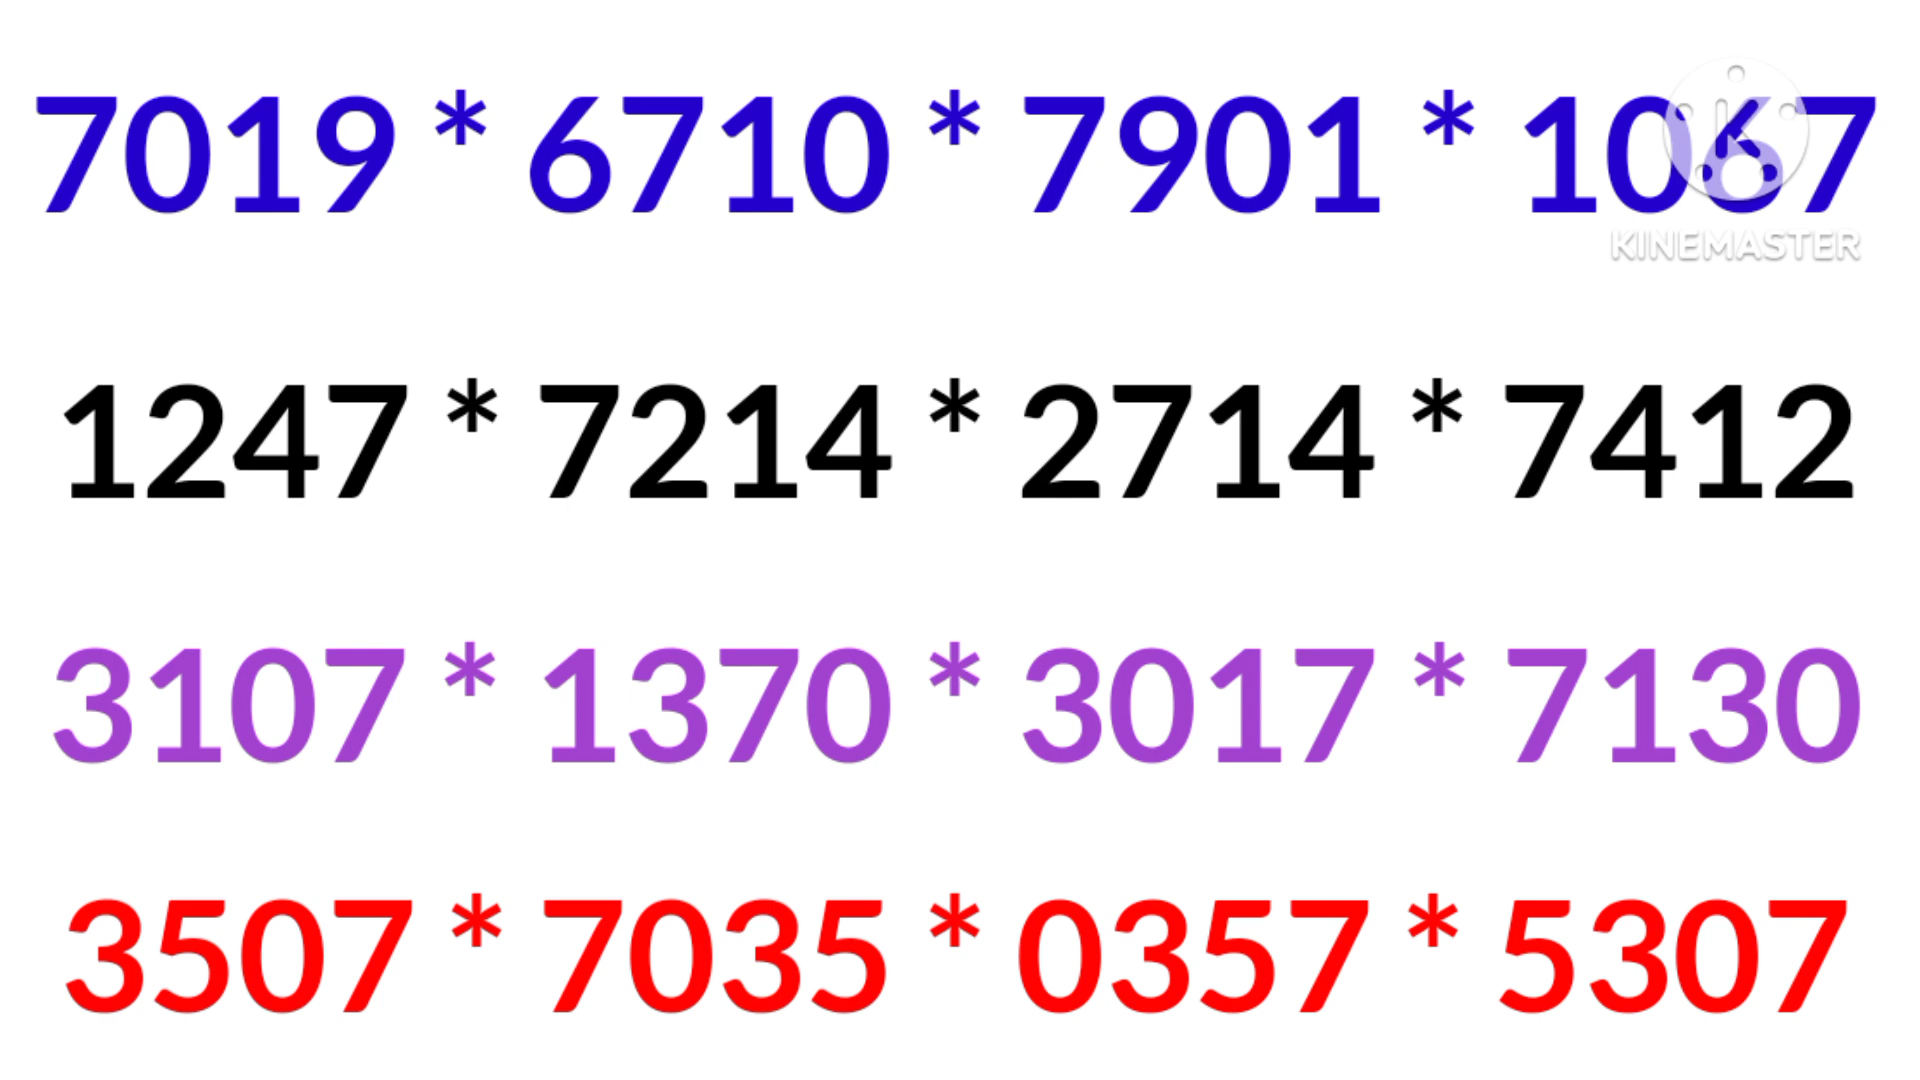 7019 * 6710 * 7901 * 1067
KINEMASTER
1247 * 7214 * 2714 * 7412
3107 * 1370 * 3017 * 7130
3507 * 7035 * 0357 * 5307